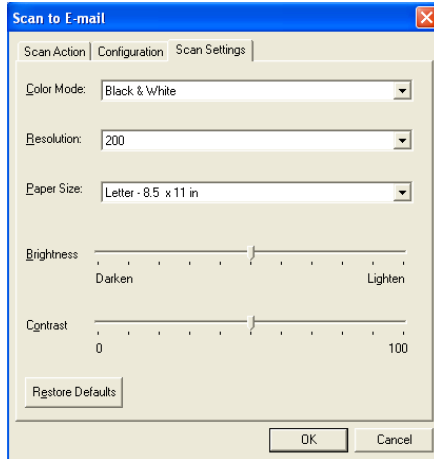 Scan to E-mail
Scan Action Configuration Scan Settings
Color Mode: Black & White
Resolution: 200
Paper Size: Letter - 8.5 x 11 in
Brightness
Darken Lighten
Contrast
0 100
Restore Defaults
OK Cancel